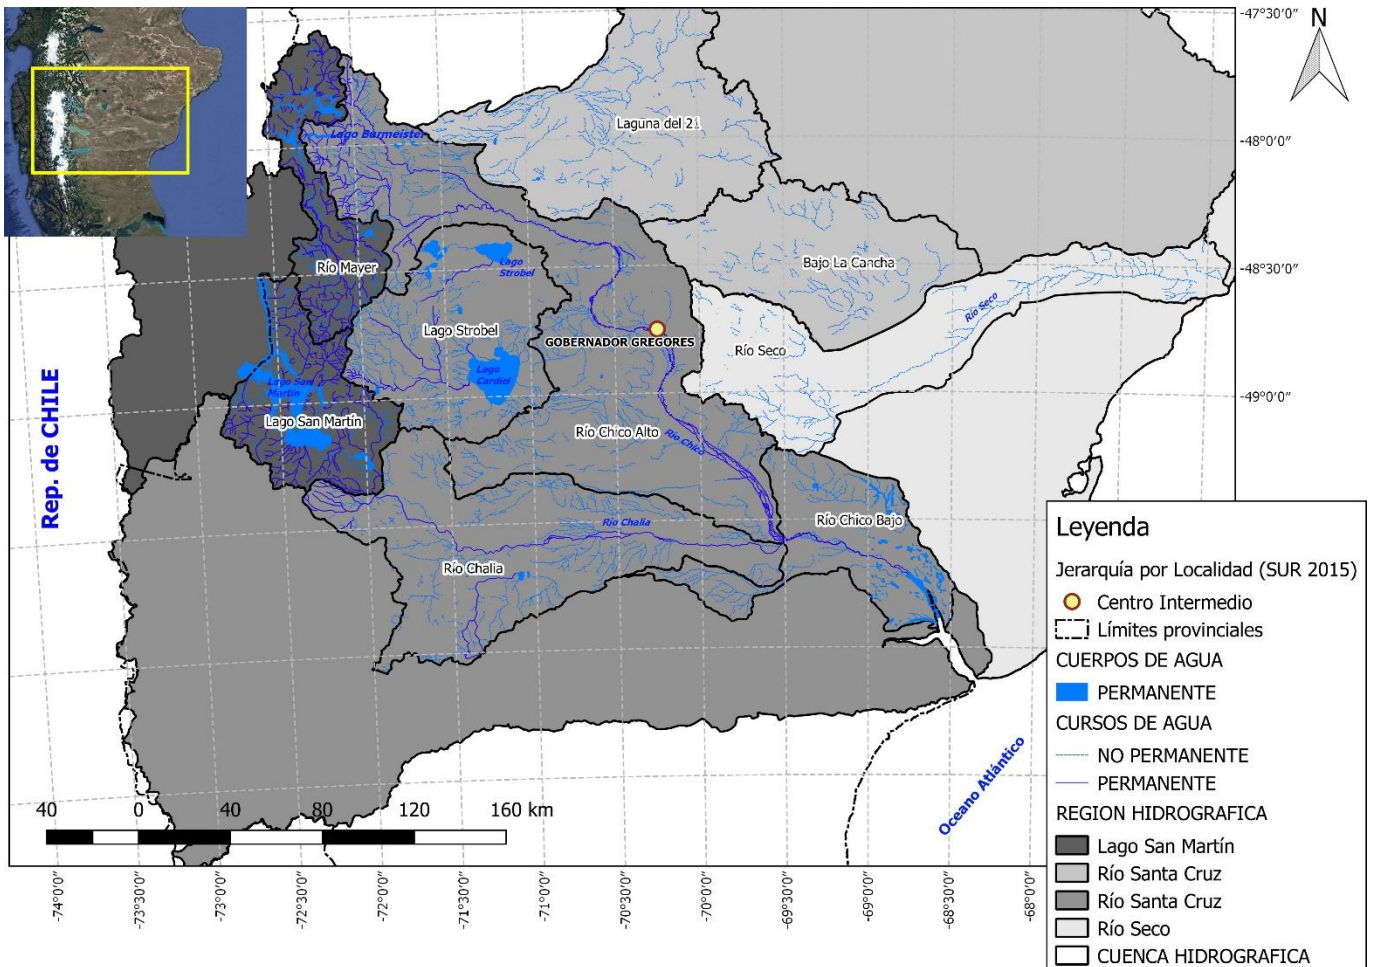 -47°30'0"
N
Laguna del 21
Lago Burmeister
-48°0'0"
Bajo La Cancha
Río Mayer
Lago
Strobel
-48°30'0"
Río Seco
Lago Strobel
GOBERNADOR GREGORES
Río Seco
Lago
Cardiel
Lago San
Martín
-49°0'0"
Lago San Martín
Río Chico Alto
Río Chico
Rep. de CHILE
Río Chalia
Río Chico Bajo
Río Chalia
Oceano Atlántico
40 0 40 80 120 160 km
-74°0'0"
-73°30'0"
-73°0'0"
-72°30'0"
-72°0'0"
-71°30'0"
-71°0'0"
-70°30'0"
-70°0'0"
-69°30'0"
-69°0'0"
-68°30'0"
-68°0'0"
Leyenda
Jerarquía por Localidad (SUR 2015)
Centro Intermedio
Límites provinciales
CUERPOS DE AGUA
PERMANENTE
CURSOS DE AGUA
NO PERMANENTE
PERMANENTE
REGION HIDROGRAFICA
Lago San Martín
Río Santa Cruz
Río Santa Cruz
Río Seco
CUENCA HIDROGRAFICA